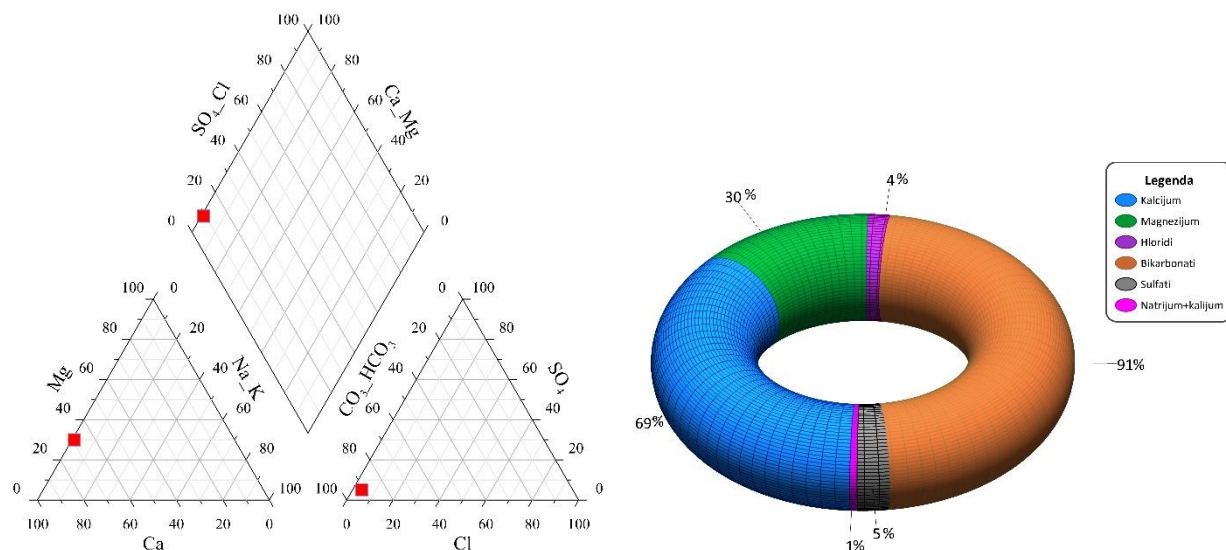 100 100
80 80
60 60
40 40
20 20
0 0
SO₄_Cl
Ca_Mg
100 0
80 20
60 40
40 60
20 80
0 100
Mg
Na_K
100 80 60 40 20 0
Ca
0 100
20 80
40 60
60 40
80 20
100 0
CO₃_HCO₃
SO₄
0 20 40 60 80 100
Cl
30 %
4 %
91%
69%
1%
5%
Legenda
Kalcijum
Magnezijum
Hloridi
Bikarbonati
Sulfati
Natrijum+kalijum